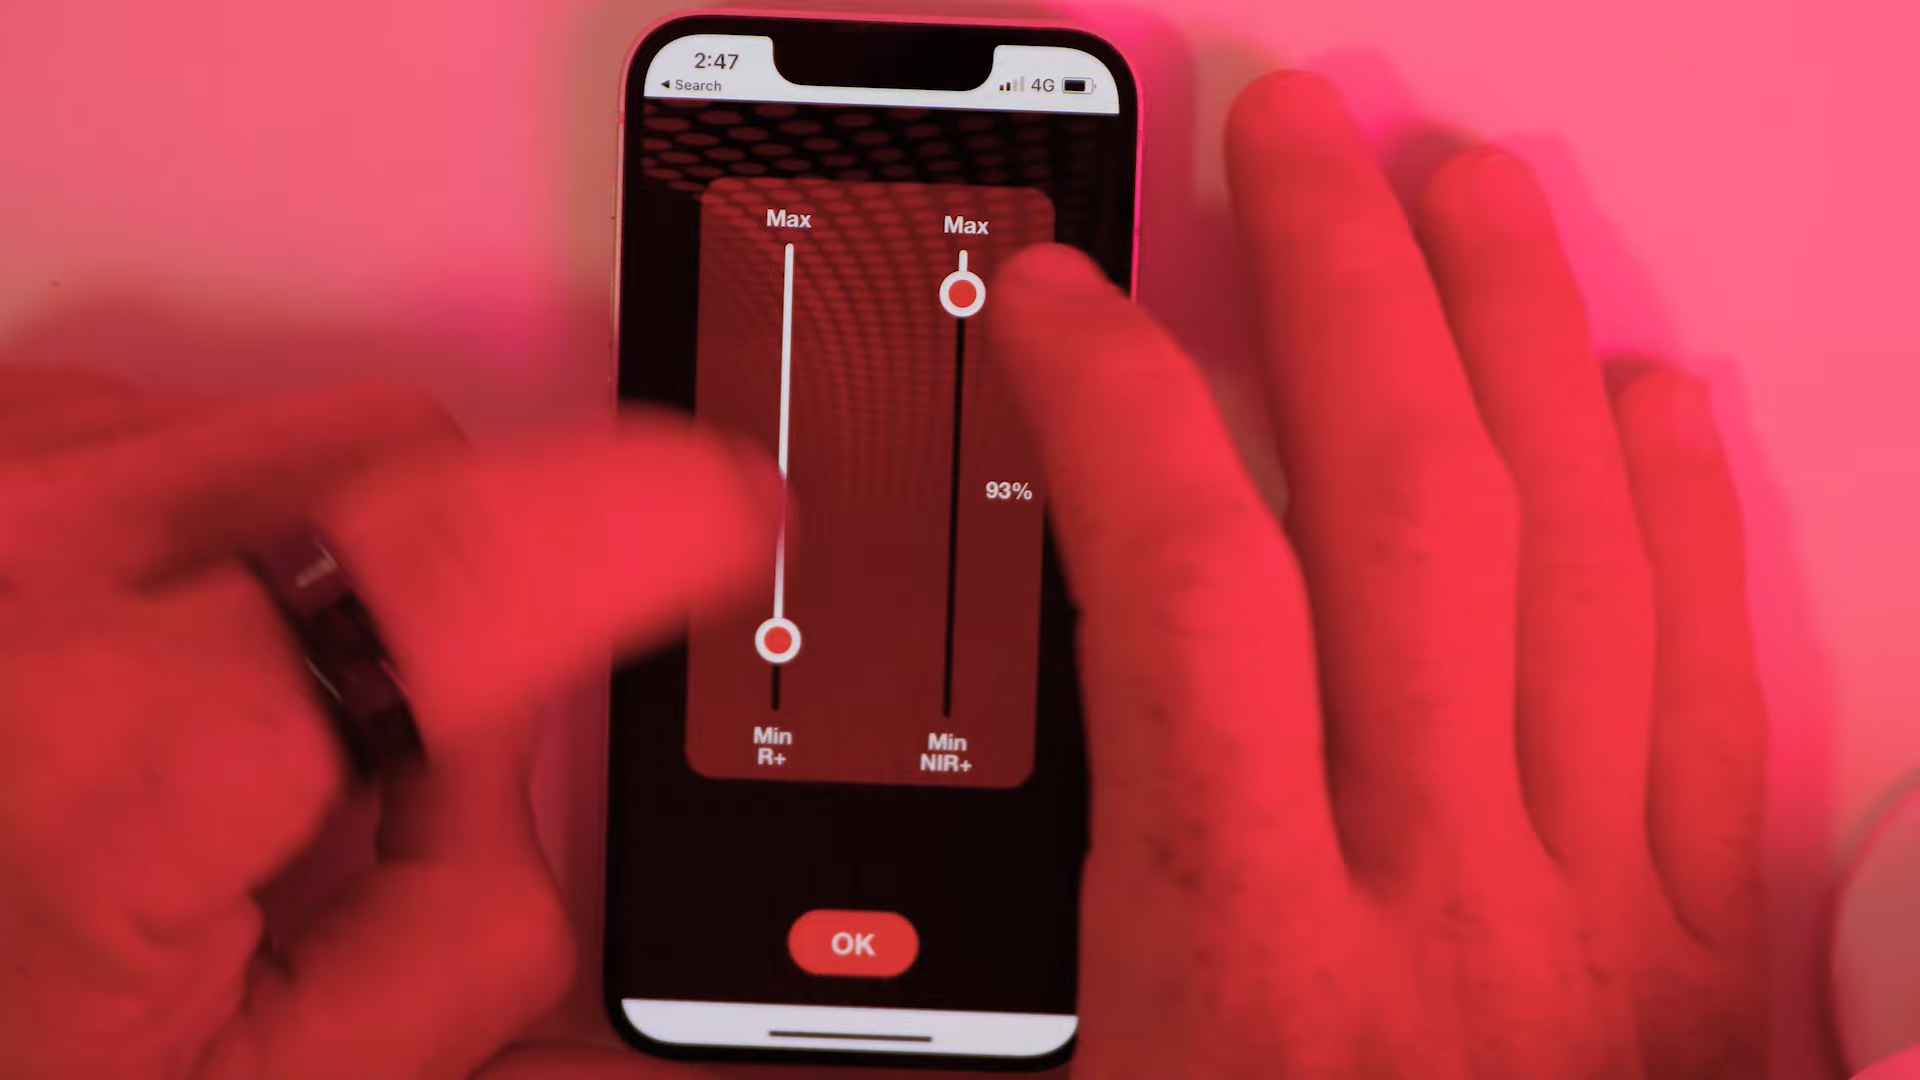 2:47
◀ Search
4G
Max
Max
93%
Min
R+
Min
NIR+
OK